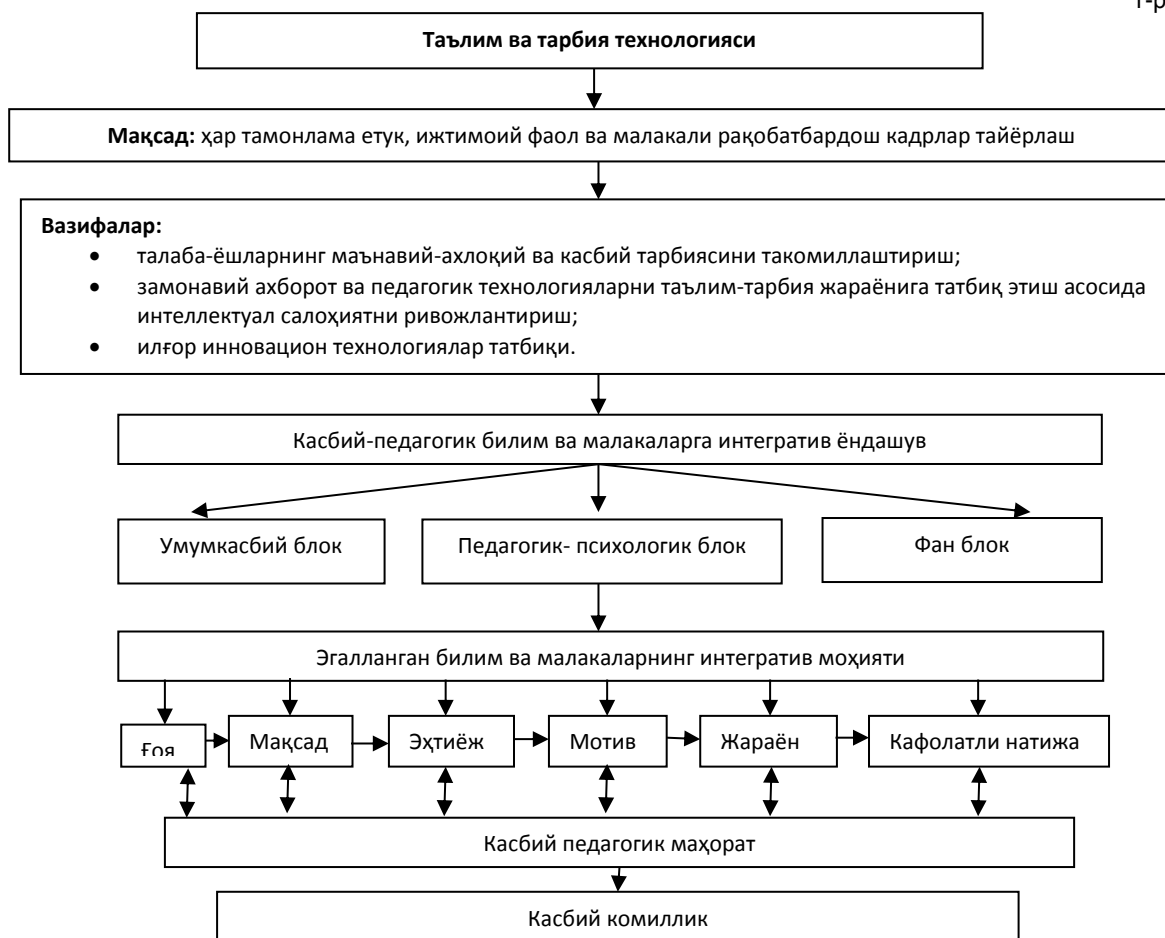 Таълим ва тарбия технологияси
Мақсад: ҳар тамонлама етук, ижтимоий фаол ва малакали рақобатбардош кадрлар тайёрлаш
Вазифалар:
• талаба-ёшларнинг маънавий-ахлоқий ва касбий тарбиясини такомиллаштириш;
• замонавий ахборот ва педагогик технологияларни таълим-тарбия жараёнига татбиқ этиш асосида
интеллектуал салоҳиятни ривожлантириш;
• илғор инновацион технологиялар татбиқи.
Касбий-педагогик билим ва малакаларга интегратив ёндашув
Умумкасбий блок
Педагогик- психологик блок
Фан блок
Эгалланган билим ва малакаларнинг интегратив моҳияти
Ғоя
Мақсад
Эҳтиёж
Мотив
Жараён
Кафолатли натижа
Касбий педагогик маҳорат
Касбий комиллик